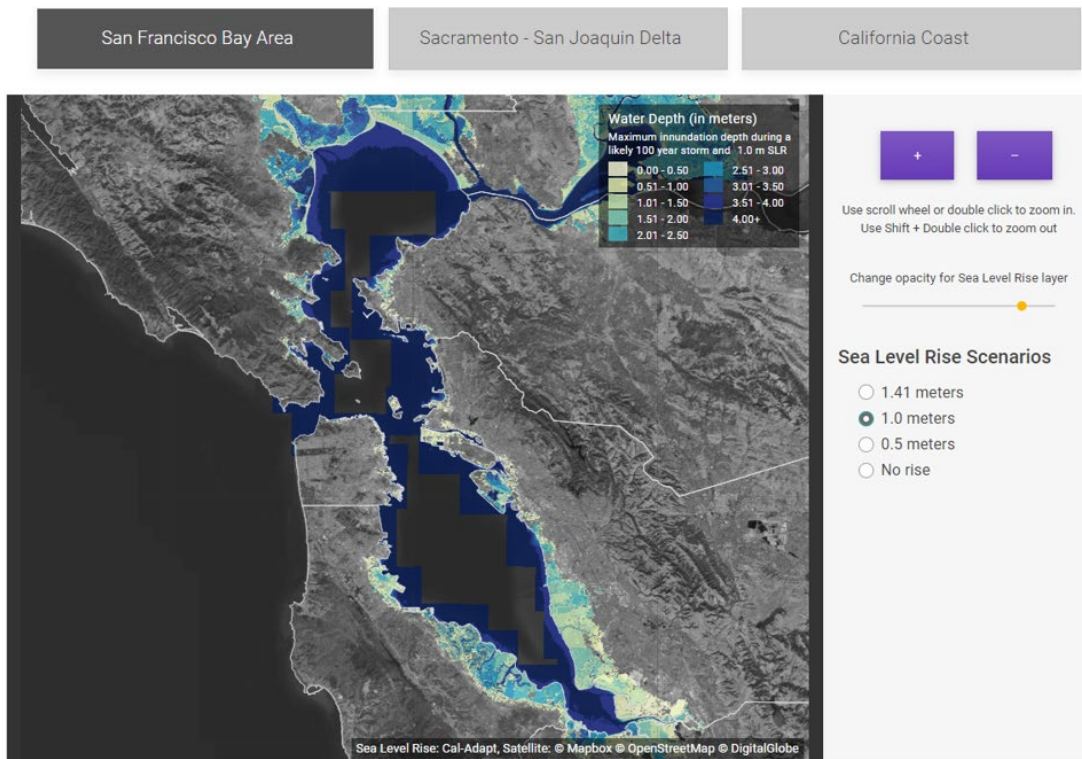 San Francisco Bay Area
Sacramento - San Joaquin Delta
California Coast
Water Depth (in meters)
Maximum innundation depth during a
likely 100 year storm and 1.0 m SLR
0.00 - 0.50
0.51 - 1.00
1.01 - 1.50
1.51 - 2.00
2.01 - 2.50
2.51 - 3.00
3.01 - 3.50
3.51 - 4.00
4.00+
+
–
Use scroll wheel or double click to zoom in.
Use Shift + Double click to zoom out
Change opacity for Sea Level Rise layer
Sea Level Rise Scenarios
1.41 meters
1.0 meters
0.5 meters
No rise
Sea Level Rise: Cal-Adapt, Satellite: © Mapbox © OpenStreetMap © DigitalGlobe